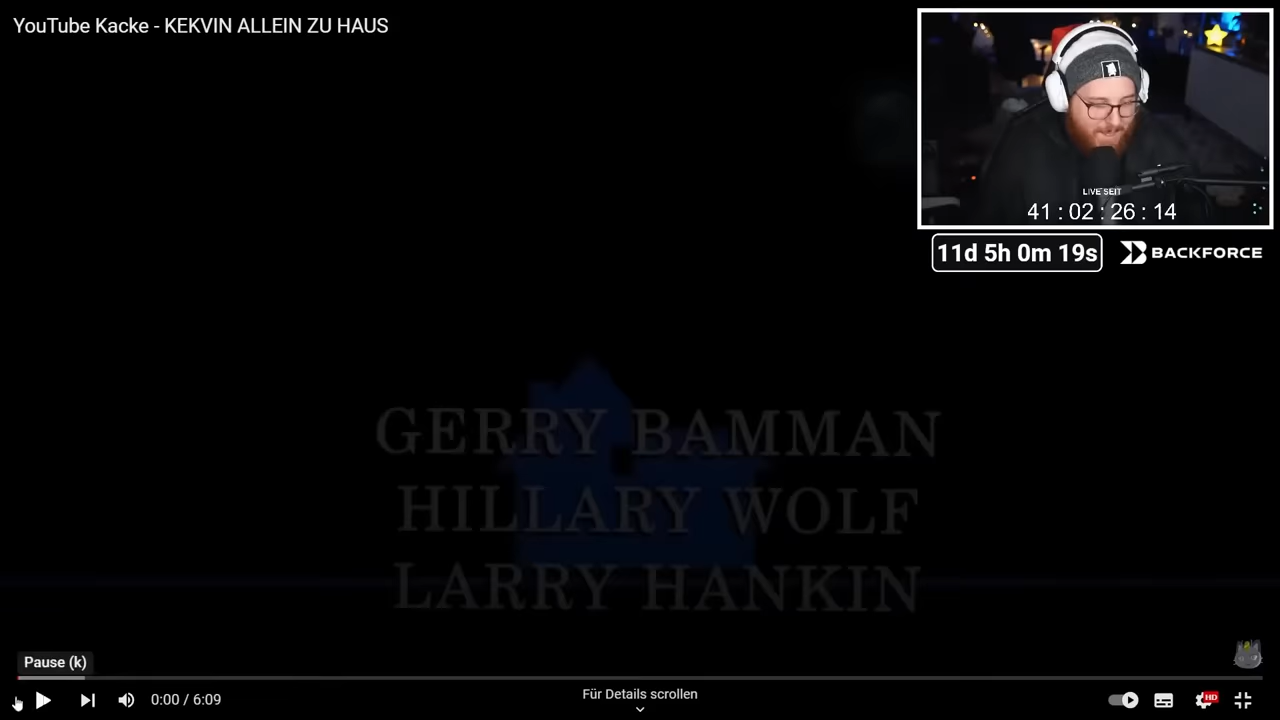 YouTube Kacke - KEKVIN ALLEIN ZU HAUS
LIVE SEIT
41 : 02 : 26 : 14
11d 5h 0m 19s
BACKFORCE
GERRY BAMMAN
HILLARY WOLF
LARRY HANKIN
Pause (k)
0:00 / 6:09
Für Details scrollen
HD